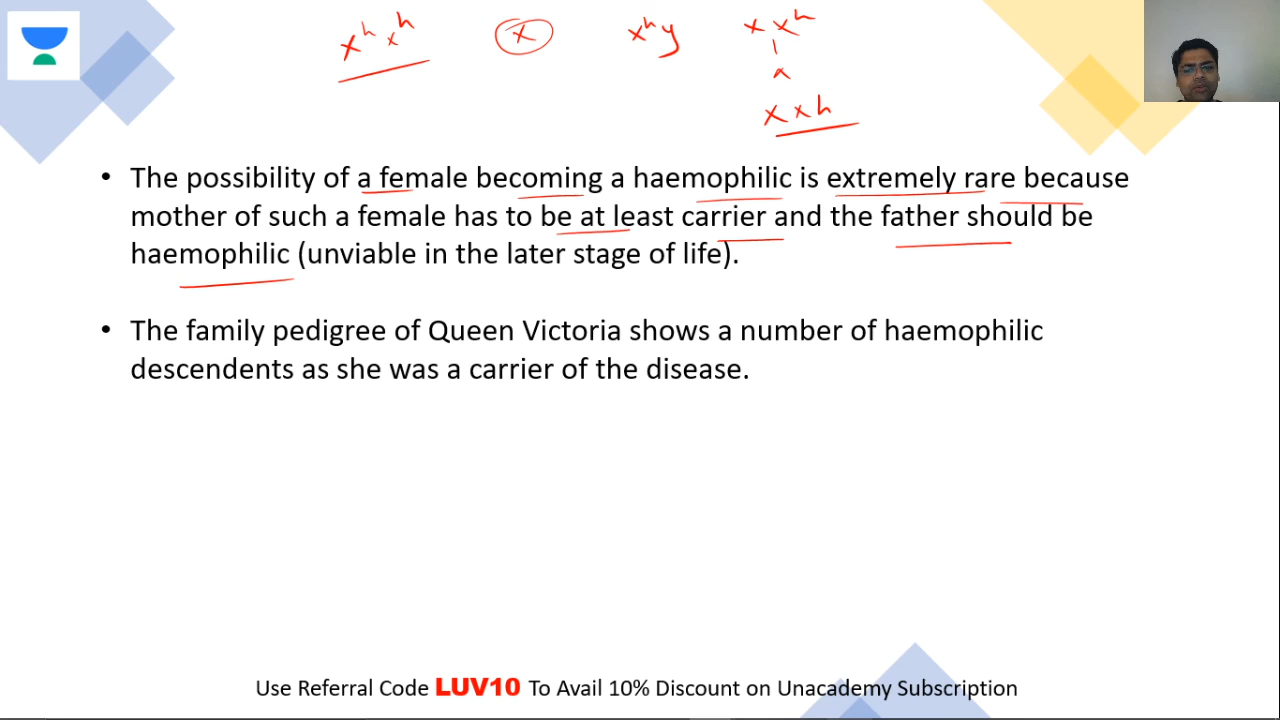 xʰ xʰ x xʰy x xʰ
x x h
• The possibility of a female becoming a haemophilic is extremely rare because
mother of such a female has to be at least carrier and the father should be
haemophilic (unviable in the later stage of life).
• The family pedigree of Queen Victoria shows a number of haemophilic
descendents as she was a carrier of the disease.
Use Referral Code LUV10 To Avail 10% Discount on Unacademy Subscription